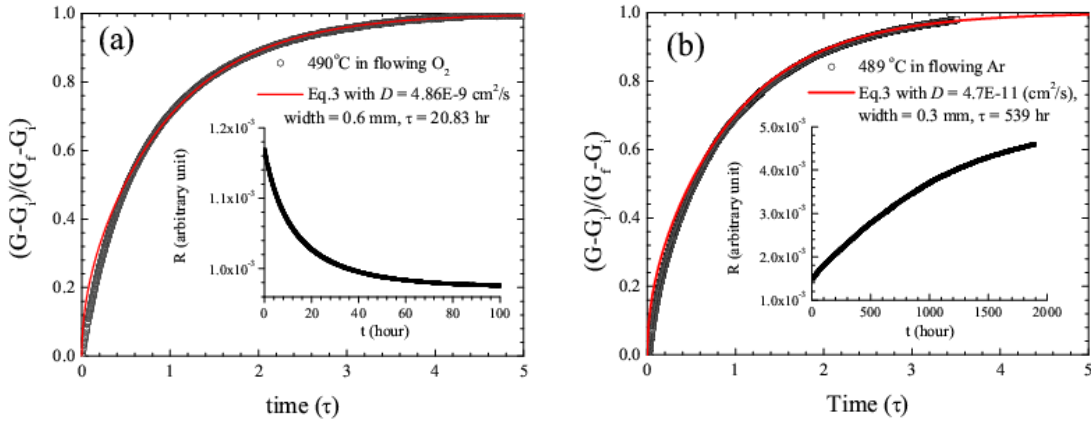 (a)
490°C in flowing O₂
Eq.3 with D = 4.86E-9 cm²/s
width = 0.6 mm, τ = 20.83 hr
(G-Gᵢ)/(G_f-Gᵢ)
1.0
0.8
0.6
0.4
0.2
0.0
0 1 2 3 4 5
time (τ)
R (arbitrary unit)
1.2x10⁻³
1.1x10⁻³
1.0x10⁻³
0 20 40 60 80 100
t (hour)
(b)
489 °C in flowing Ar
Eq.3 with D = 4.7E-11 (cm²/s),
width = 0.3 mm, τ = 539 hr
(G-Gᵢ)/(G_f-Gᵢ)
1.0
0.8
0.6
0.4
0.2
0.0
0 1 2 3 4 5
Time (τ)
R (arbitrary unit)
5.0x10⁻³
4.0x10⁻³
3.0x10⁻³
2.0x10⁻³
1.0x10⁻³
0 500 1000 1500 2000
t (hour)